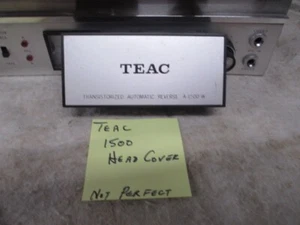 TEAC
TRANSISTORIZED AUTOMATIC REVERSE A-1500-W
TEAC
1500
HEAD COVER
NOT PERFECT